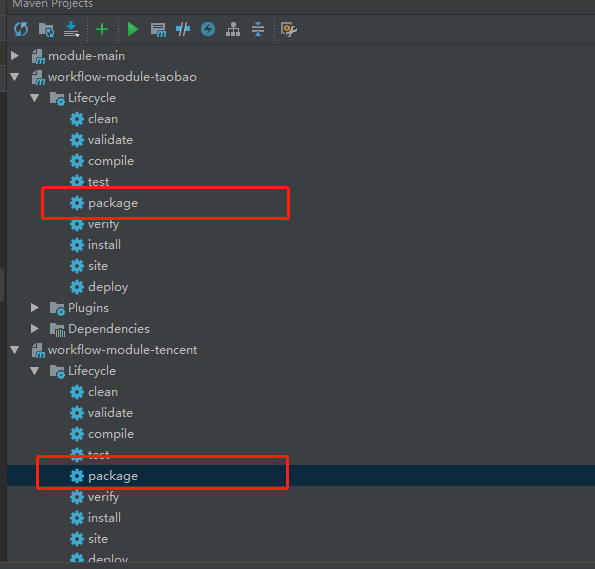 Maven Projects
module-main
workflow-module-taobao
Lifecycle
clean
validate
compile
test
package
verify
install
site
deploy
Plugins
Dependencies
workflow-module-tencent
Lifecycle
clean
validate
compile
test
package
verify
install
site
deploy